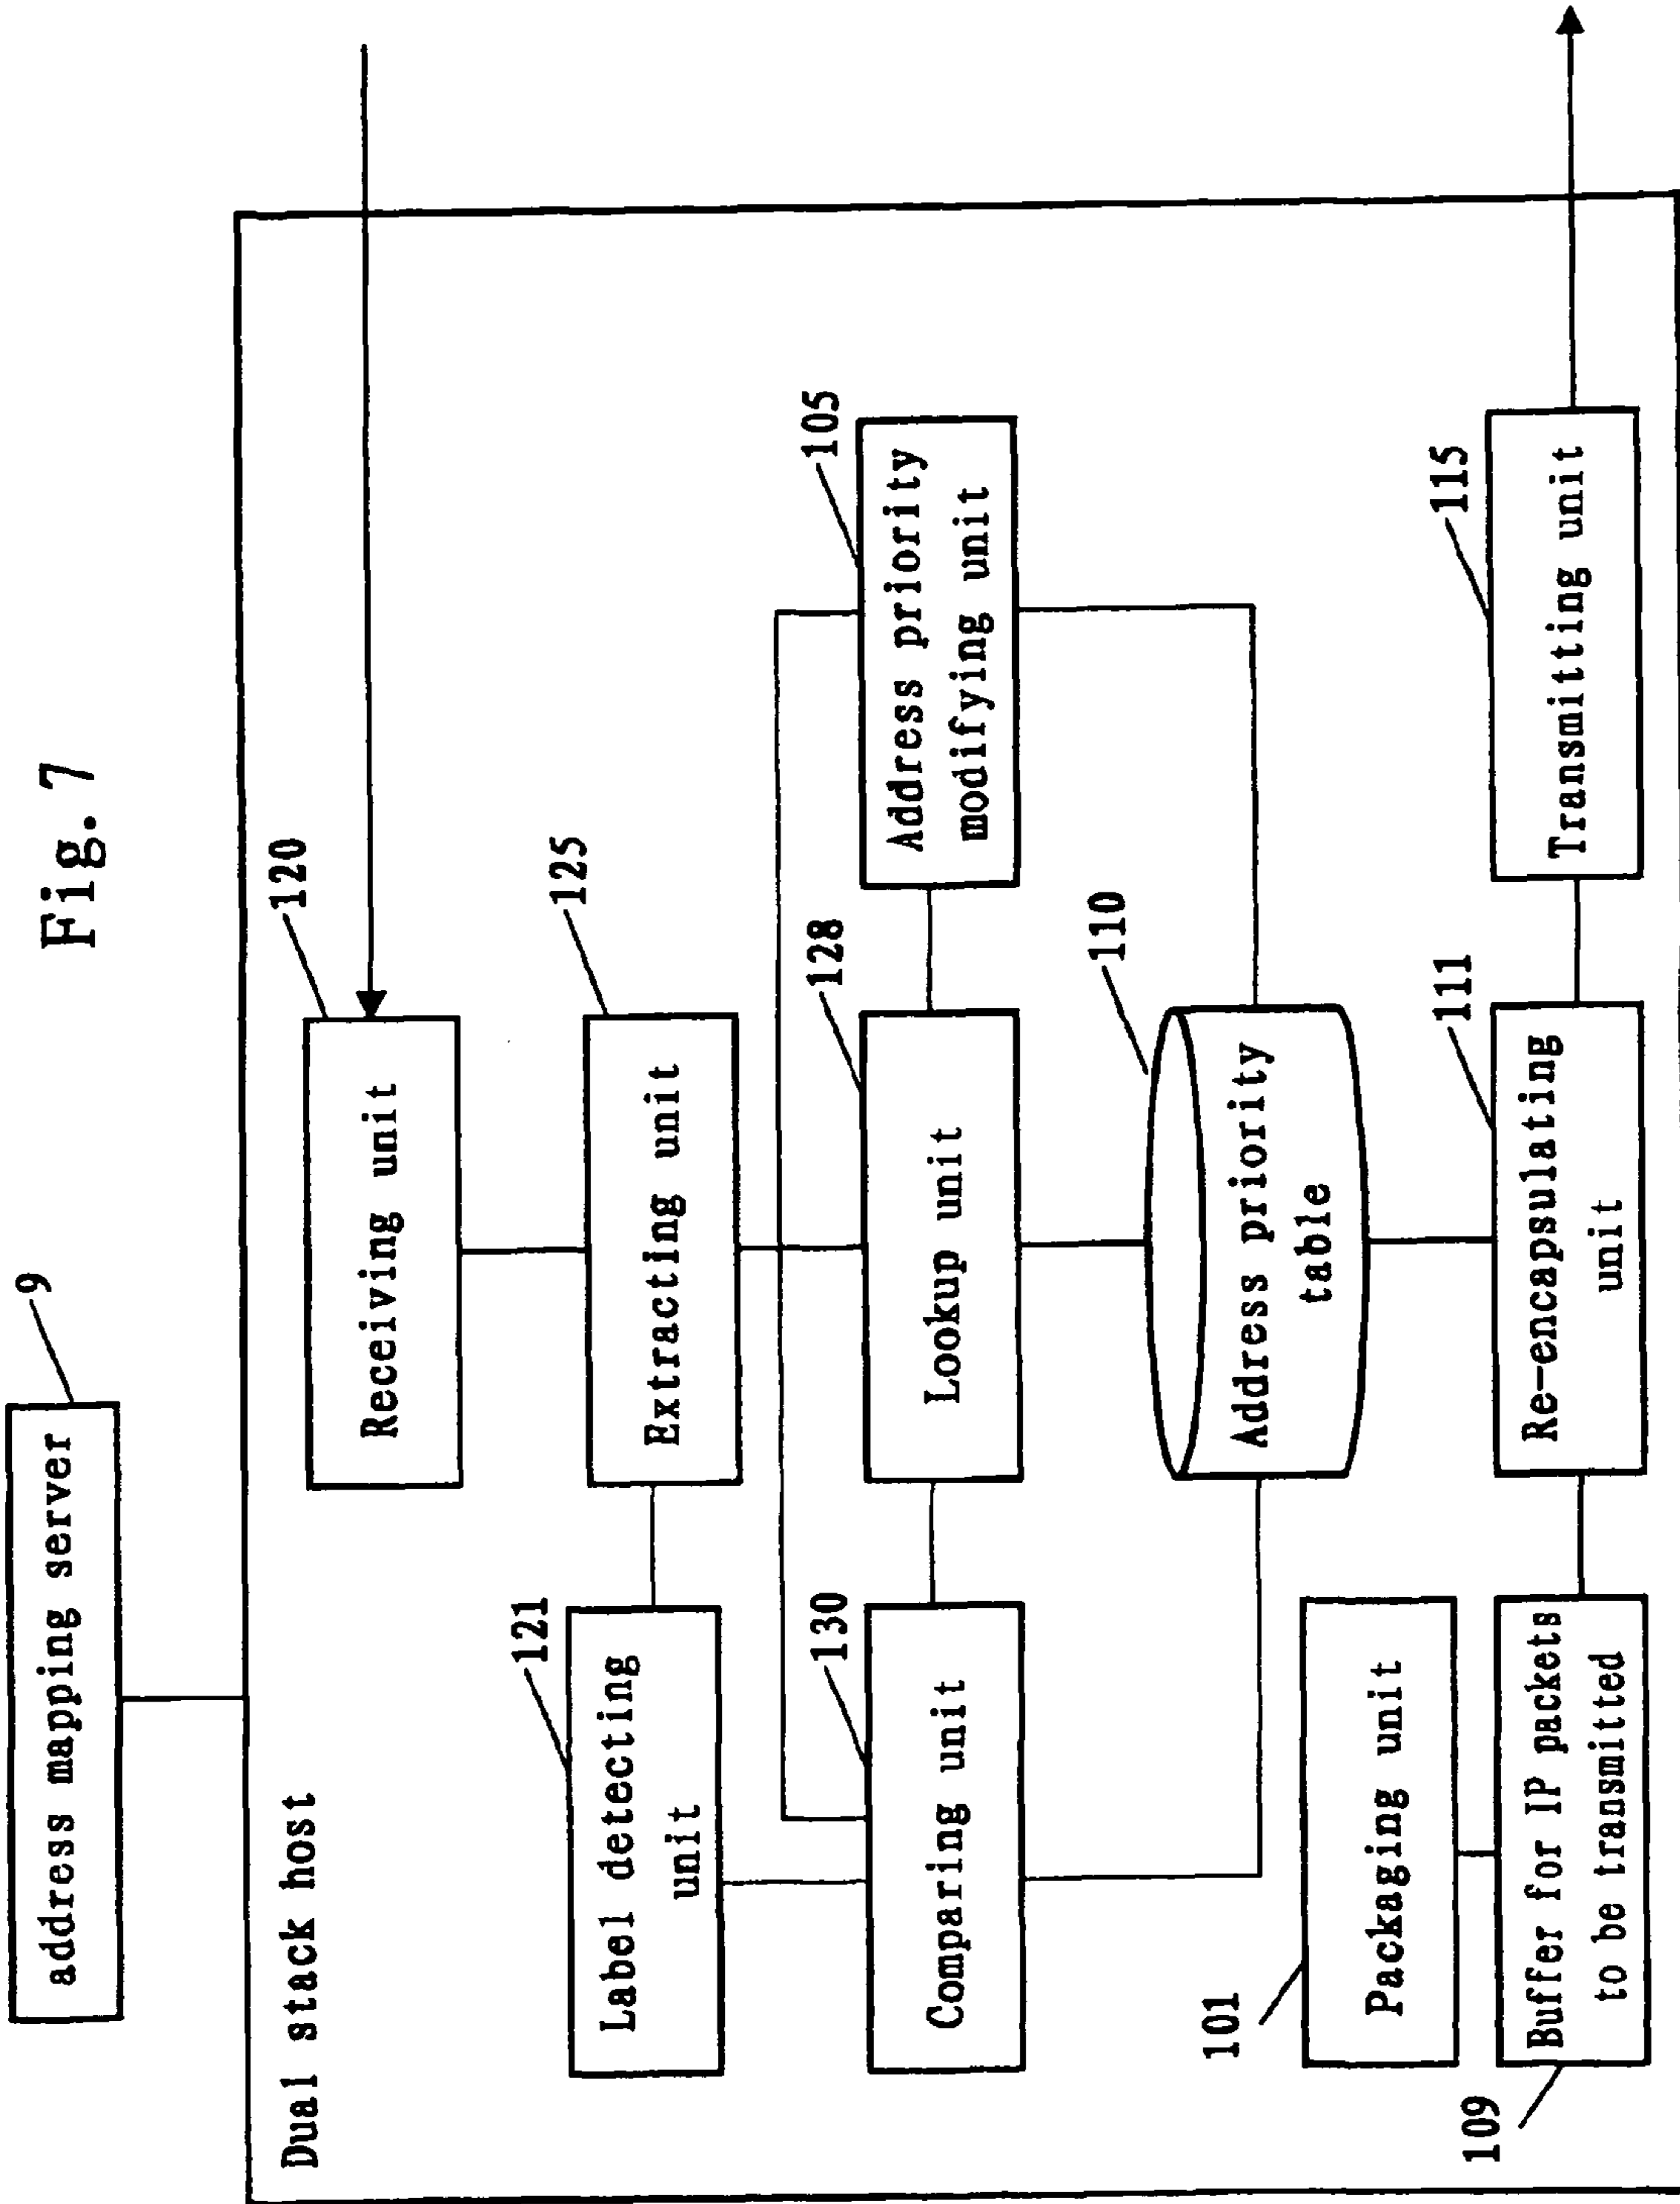 Fig. 7
address mapping server
9
Dual stack host
Receiving unit
120
Label detecting
unit
121
Extracting unit
125
Comparing unit
130
Lookup unit
128
Address priority
modifying unit
105
Address priority
table
110
Packaging unit
101
Buffer for IP packets
to be transmitted
109
Re-encapsulating
unit
111
Transmitting unit
115